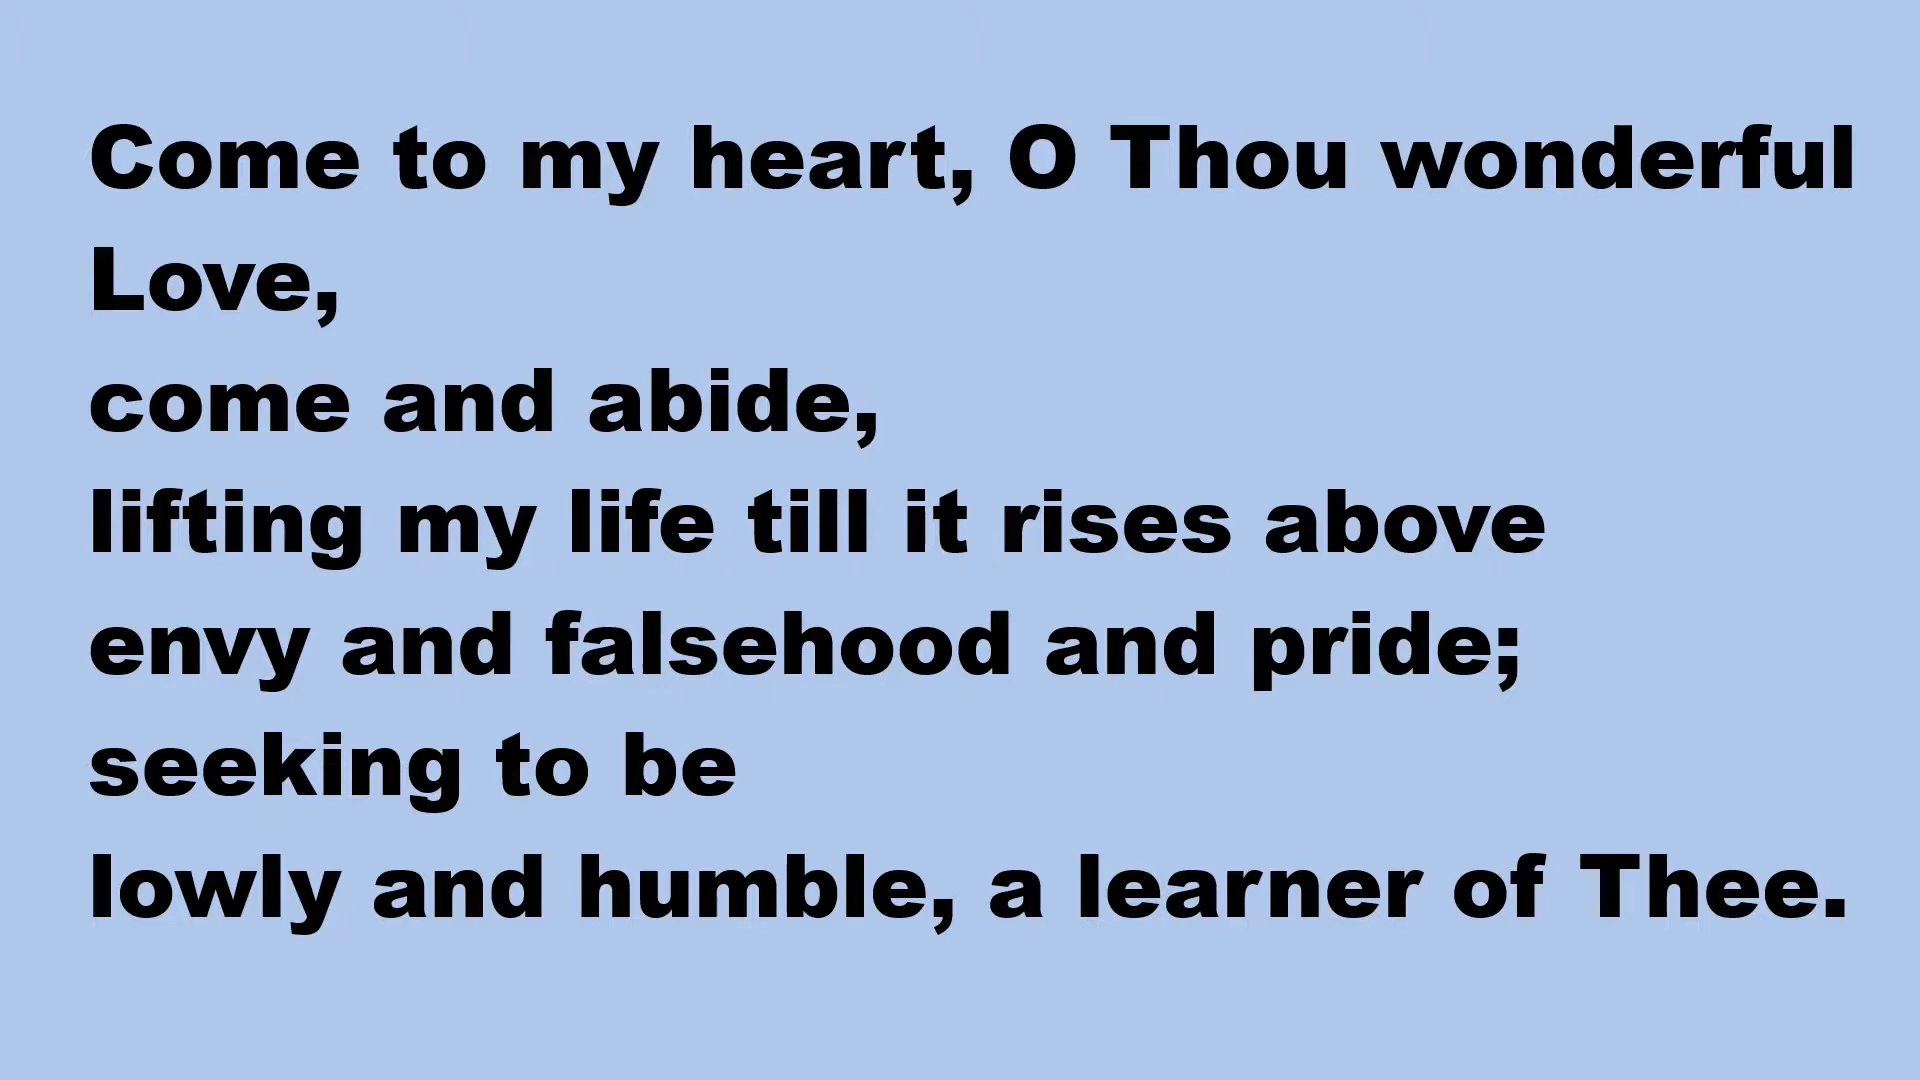 Come to my heart, O Thou wonderful
Love,
come and abide,
lifting my life till it rises above
envy and falsehood and pride;
seeking to be
lowly and humble, a learner of Thee.